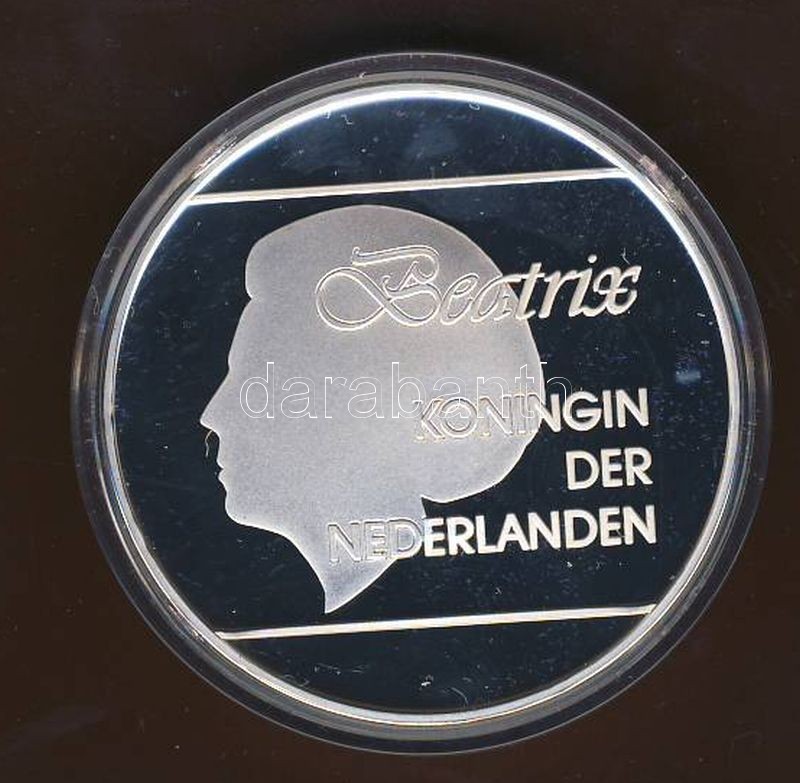 Beatrix
darabanth
KONINGIN
DER
NEDERLANDEN